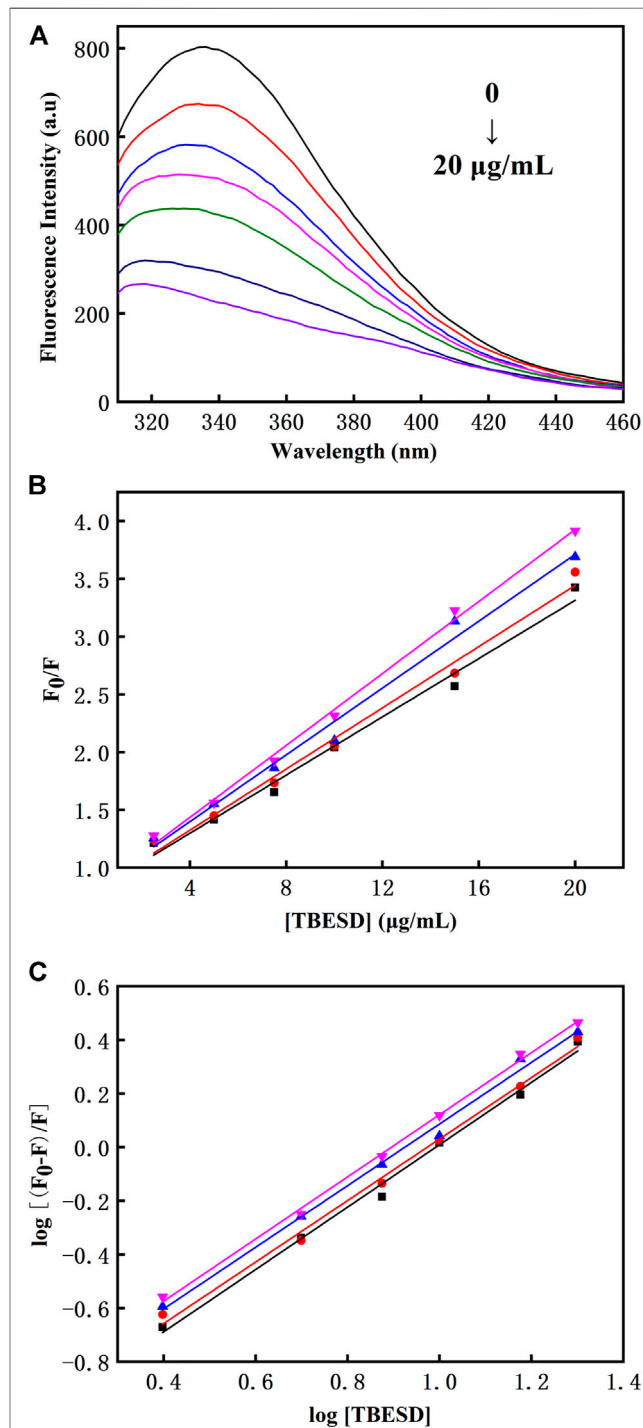 A
800
600
400
200
0
Fluorescence Intensity (a.u)
0
↓
20 μg/mL
320 340 360 380 400 420 440 460
Wavelength (nm)
B
4.0
3.5
3.0
2.5
2.0
1.5
1.0
F0/F
4 8 12 16 20
[TBESD] (μg/mL)
C
0.6
0.4
0.2
0.0
−0.2
−0.4
−0.6
−0.8
log [(F0-F)/F]
0.4 0.6 0.8 1.0 1.2 1.4
log [TBESD]